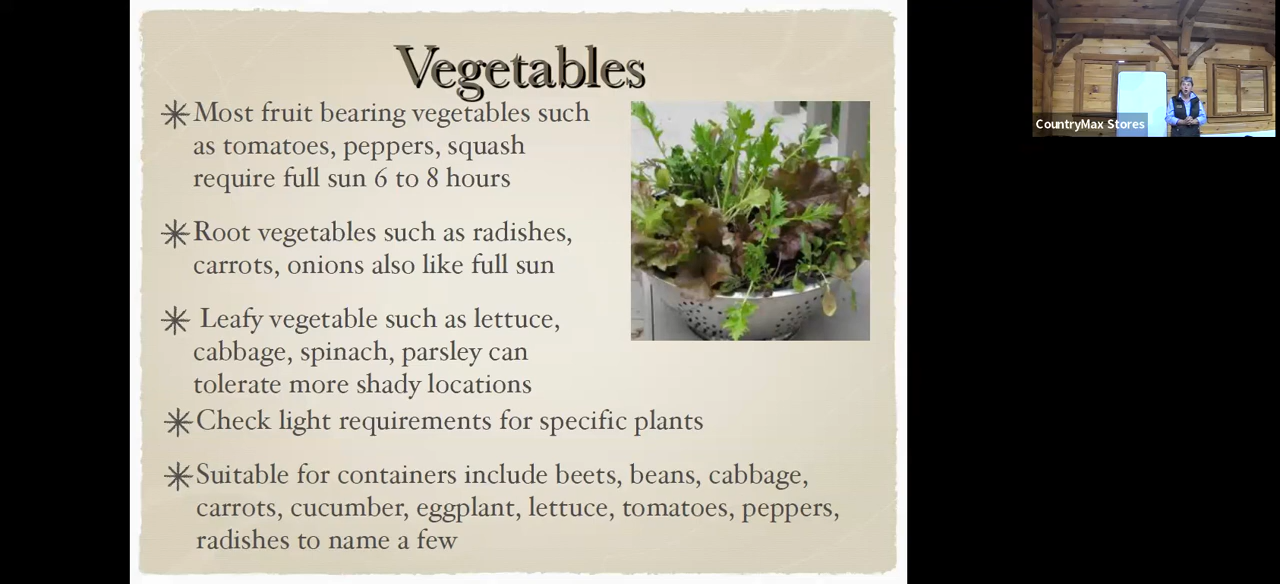 Vegetables
Most fruit bearing vegetables such
as tomatoes, peppers, squash
require full sun 6 to 8 hours
Root vegetables such as radishes,
carrots, onions also like full sun
Leafy vegetable such as lettuce,
cabbage, spinach, parsley can
tolerate more shady locations
Check light requirements for specific plants
Suitable for containers include beets, beans, cabbage,
carrots, cucumber, eggplant, lettuce, tomatoes, peppers,
radishes to name a few
CountryMax Stores